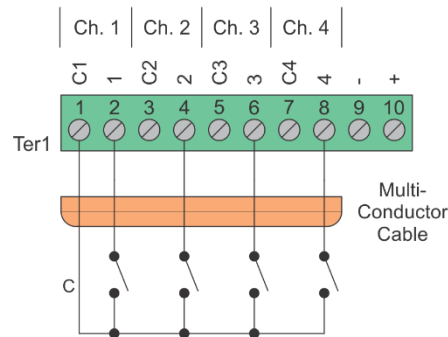 Ch. 1 Ch. 2 Ch. 3 Ch. 4
C1 1 C2 2 C3 3 C4 4 - +
1 2 3 4 5 6 7 8 9 10
Ter1
Multi-
Conductor
Cable
C